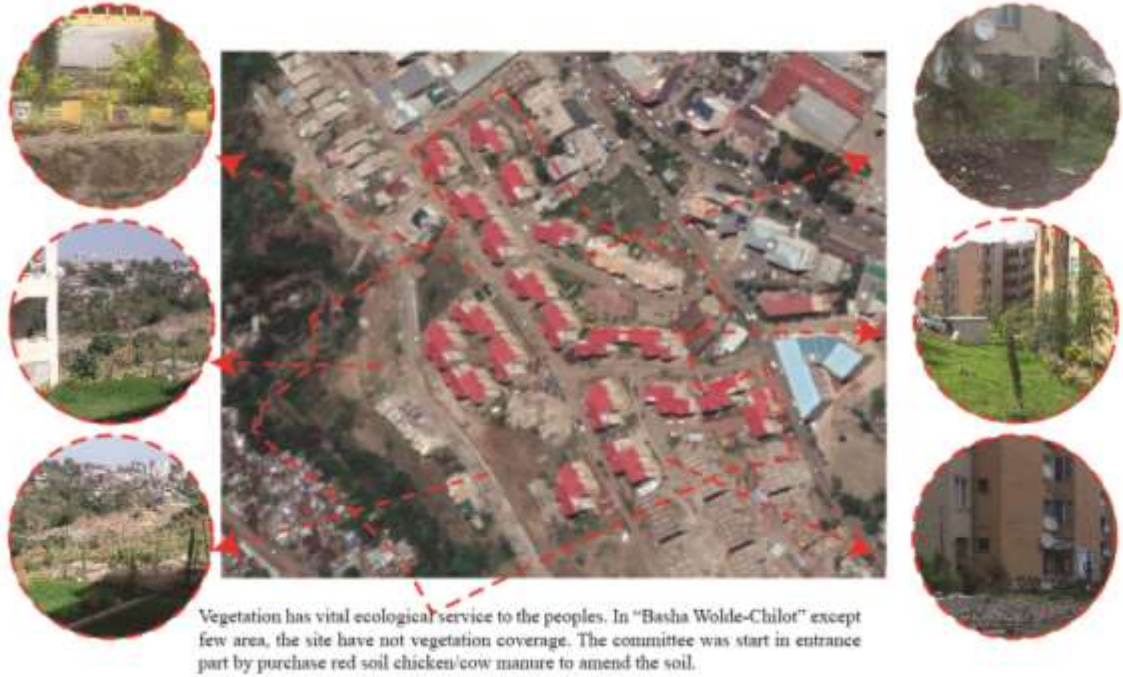 Vegetation has vital ecological service to the peoples. In “Basha Wolde-Chilot” except
few area, the site have not vegetation coverage. The committee was start in entrance
part by purchase red soil chicken/cow manure to amend the soil.